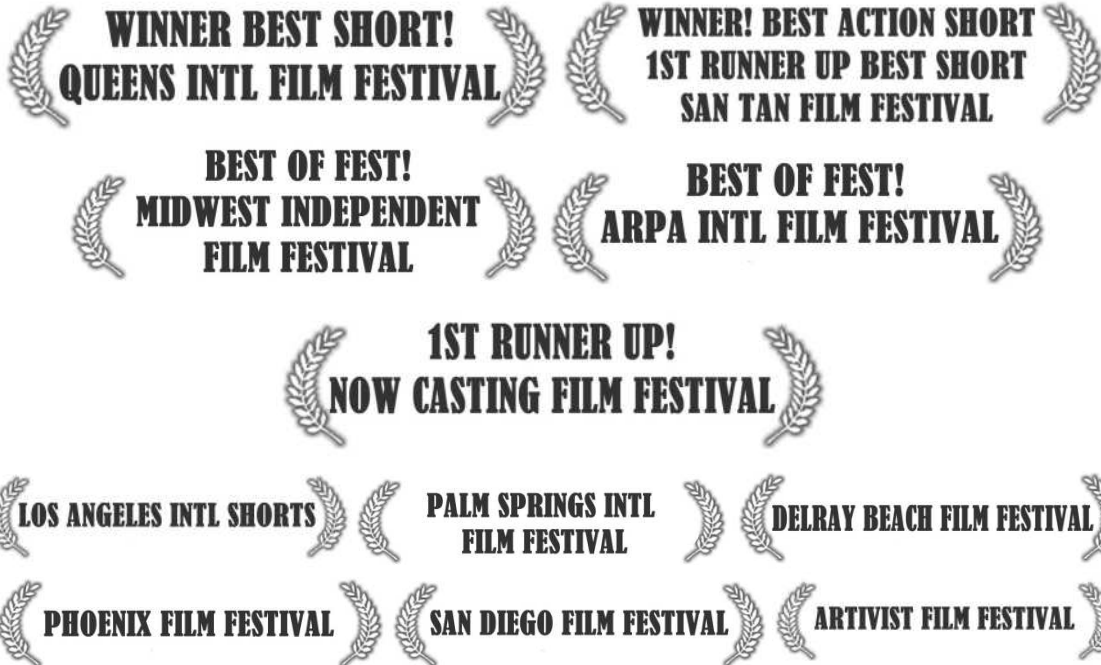 WINNER BEST SHORT!
QUEENS INTL FILM FESTIVAL
WINNER! BEST ACTION SHORT
1ST RUNNER UP BEST SHORT
SAN TAN FILM FESTIVAL
BEST OF FEST!
MIDWEST INDEPENDENT
FILM FESTIVAL
BEST OF FEST!
ARPA INTL FILM FESTIVAL
1ST RUNNER UP!
NOW CASTING FILM FESTIVAL
LOS ANGELES INTL SHORTS
PALM SPRINGS INTL
FILM FESTIVAL
DELRAY BEACH FILM FESTIVAL
PHOENIX FILM FESTIVAL
SAN DIEGO FILM FESTIVAL
ARTIVIST FILM FESTIVAL